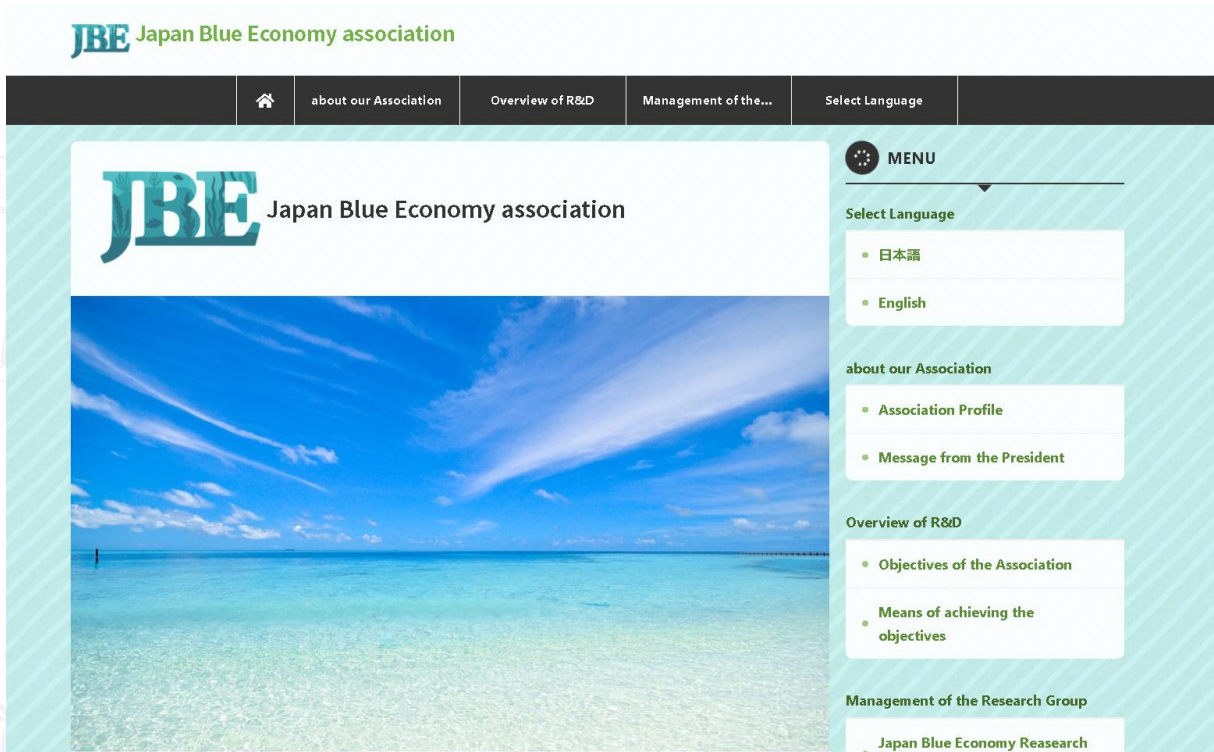 JBE Japan Blue Economy association
about our Association
Overview of R&D
Management of the...
Select Language
JBE Japan Blue Economy association
MENU
Select Language
日本語
English
about our Association
Association Profile
Message from the President
Overview of R&D
Objectives of the Association
Means of achieving the
objectives
Management of the Research Group
Japan Blue Economy Reasearch